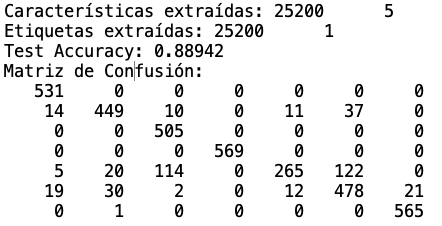 Características extraídas: 25200 5
Etiquetas extraídas: 25200 1
Test Accuracy: 0.88942
Matriz de Confusión:
531 0 0 0 0 0 0
14 449 10 0 11 37 0
0 0 505 0 0 0 0
0 0 0 569 0 0 0
5 20 114 0 265 122 0
19 30 2 0 12 478 21
0 1 0 0 0 0 565